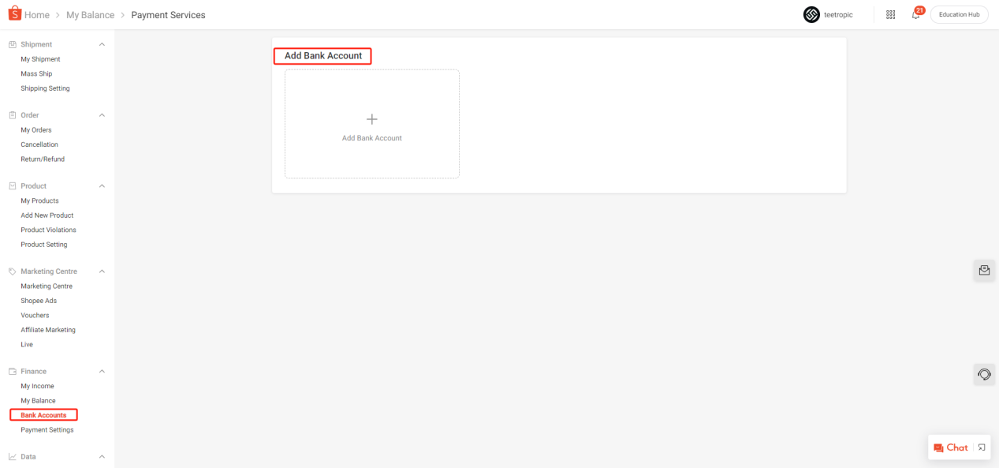 Home > My Balance > Payment Services
teetropic
21
Education Hub
Shipment
My Shipment
Mass Ship
Shipping Setting
Order
My Orders
Cancellation
Return/Refund
Product
My Products
Add New Product
Product Violations
Product Setting
Marketing Centre
Marketing Centre
Shopee Ads
Vouchers
Affiliate Marketing
Live
Finance
My Income
My Balance
Bank Accounts
Payment Settings
Data
Add Bank Account
Add Bank Account
Chat